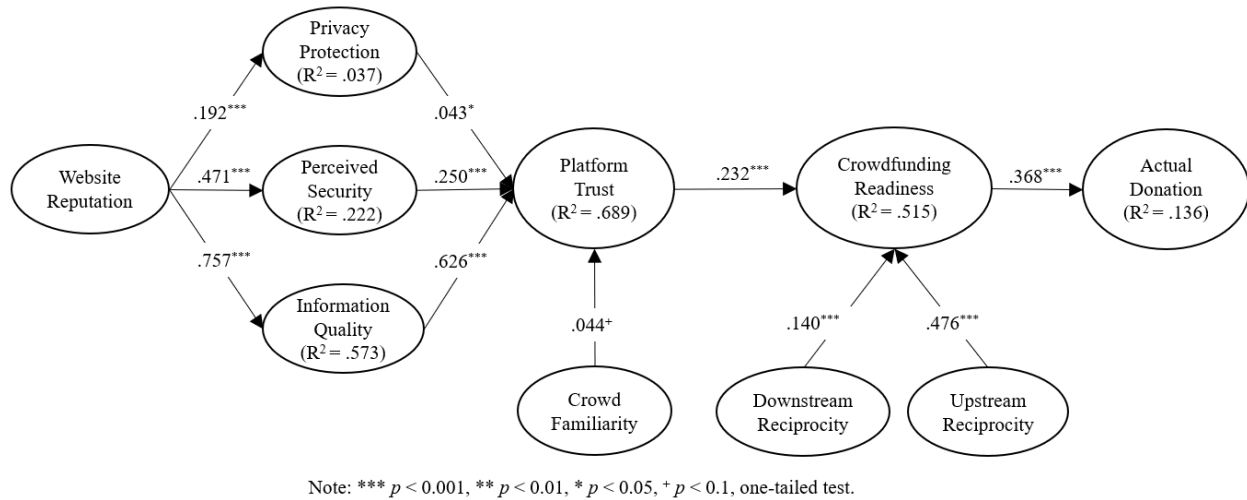 Privacy
Protection
(R² = .037)
.192***
.043*
Website
Reputation
.471***
Perceived
Security
(R² = .222)
.250***
Platform
Trust
(R² = .689)
.232***
Crowdfunding
Readiness
(R² = .515)
.368***
Actual
Donation
(R² = .136)
.757***
.626***
Information
Quality
(R² = .573)
.044⁺
.140***
.476***
Crowd
Familiarity
Downstream
Reciprocity
Upstream
Reciprocity
Note: *** p < 0.001, ** p < 0.01, * p < 0.05, ⁺ p < 0.1, one-tailed test.